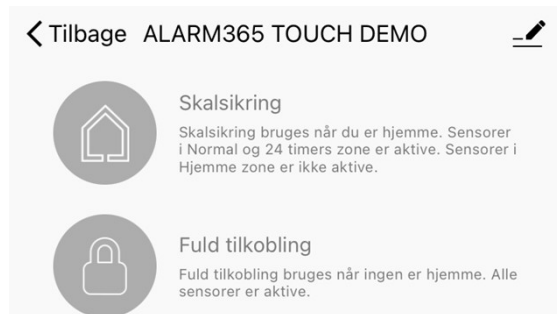 Tilbage ALARM365 TOUCH DEMO
Skalsikring
Skalsikring bruges når du er hjemme. Sensorer
i Normal og 24 timers zone er aktive. Sensorer i
Hjemme zone er ikke aktive.
Fuld tilkobling
Fuld tilkobling bruges når ingen er hjemme. Alle
sensorer er aktive.